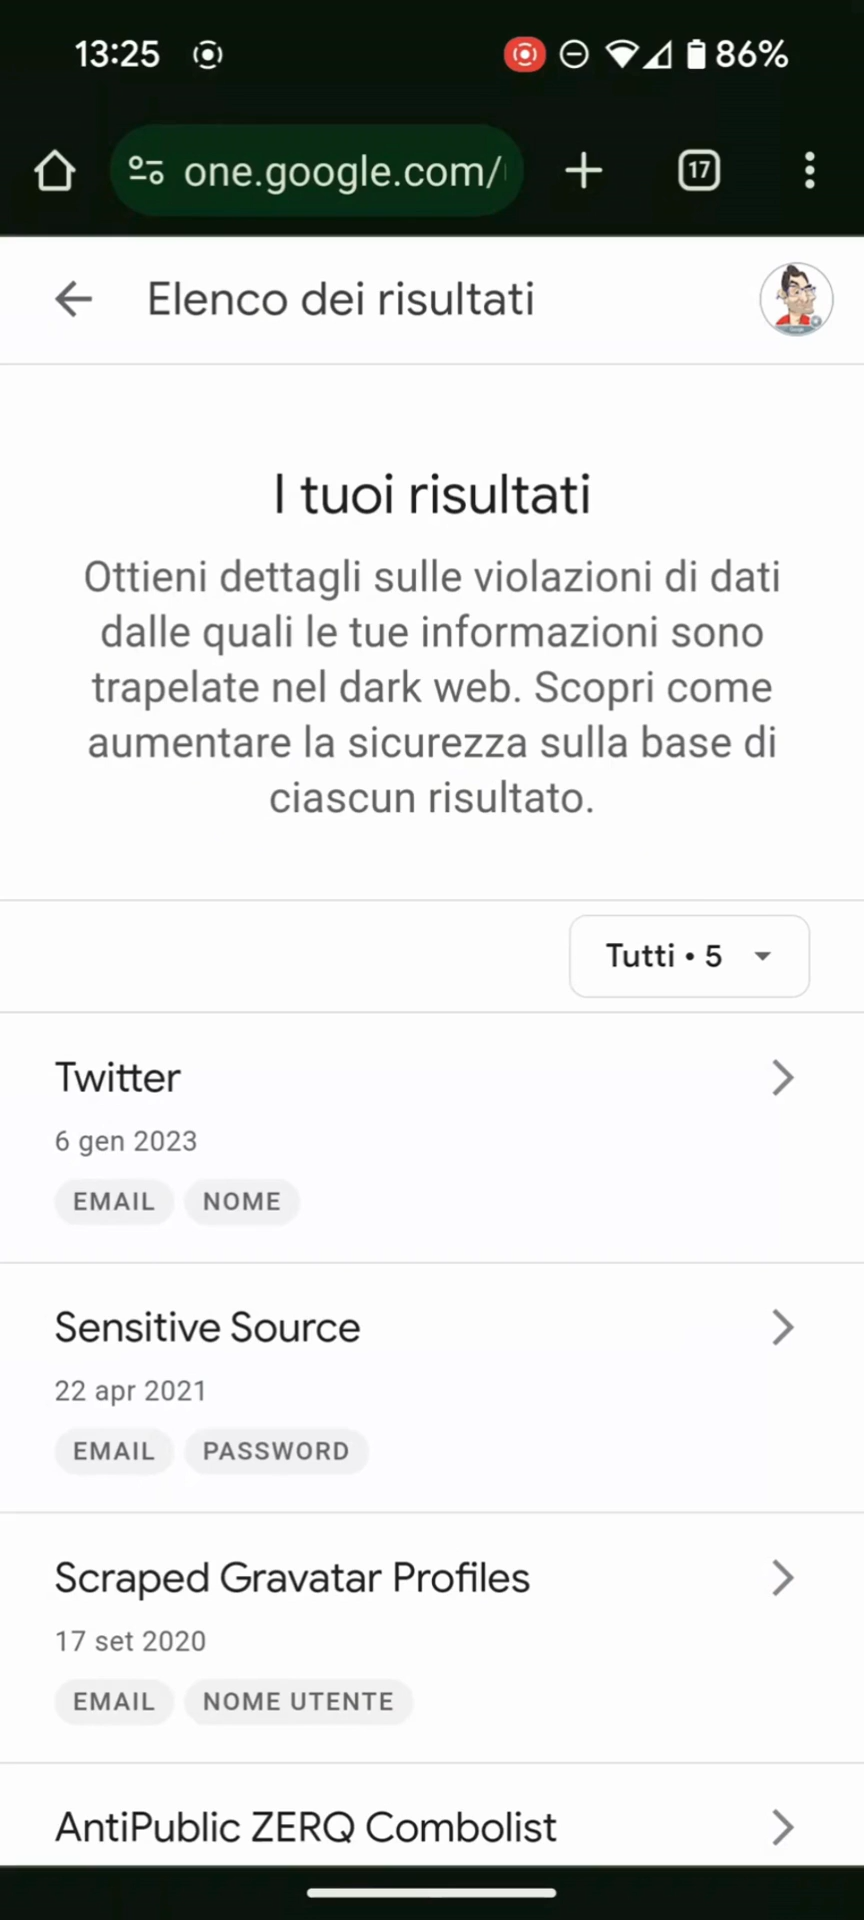 13:25 86%
one.google.com/ 17
Elenco dei risultati
I tuoi risultati
Ottieni dettagli sulle violazioni di dati
dalle quali le tue informazioni sono
trapelate nel dark web. Scopri come
aumentare la sicurezza sulla base di
ciascun risultato.
Tutti • 5
Twitter
6 gen 2023
EMAIL NOME
Sensitive Source
22 apr 2021
EMAIL PASSWORD
Scraped Gravatar Profiles
17 set 2020
EMAIL NOME UTENTE
AntiPublic ZERQ Combolist